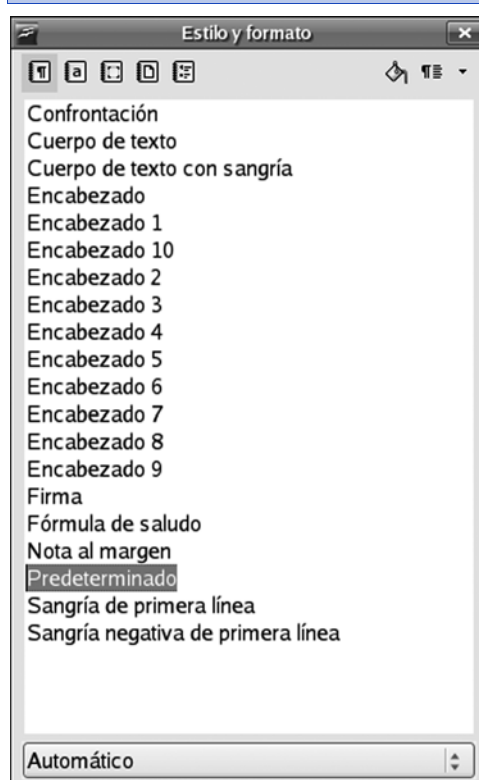 Estilo y formato
Confrontación
Cuerpo de texto
Cuerpo de texto con sangría
Encabezado
Encabezado 1
Encabezado 10
Encabezado 2
Encabezado 3
Encabezado 4
Encabezado 5
Encabezado 6
Encabezado 7
Encabezado 8
Encabezado 9
Firma
Fórmula de saludo
Nota al margen
Predeterminado
Sangría de primera línea
Sangría negativa de primera línea
Automático